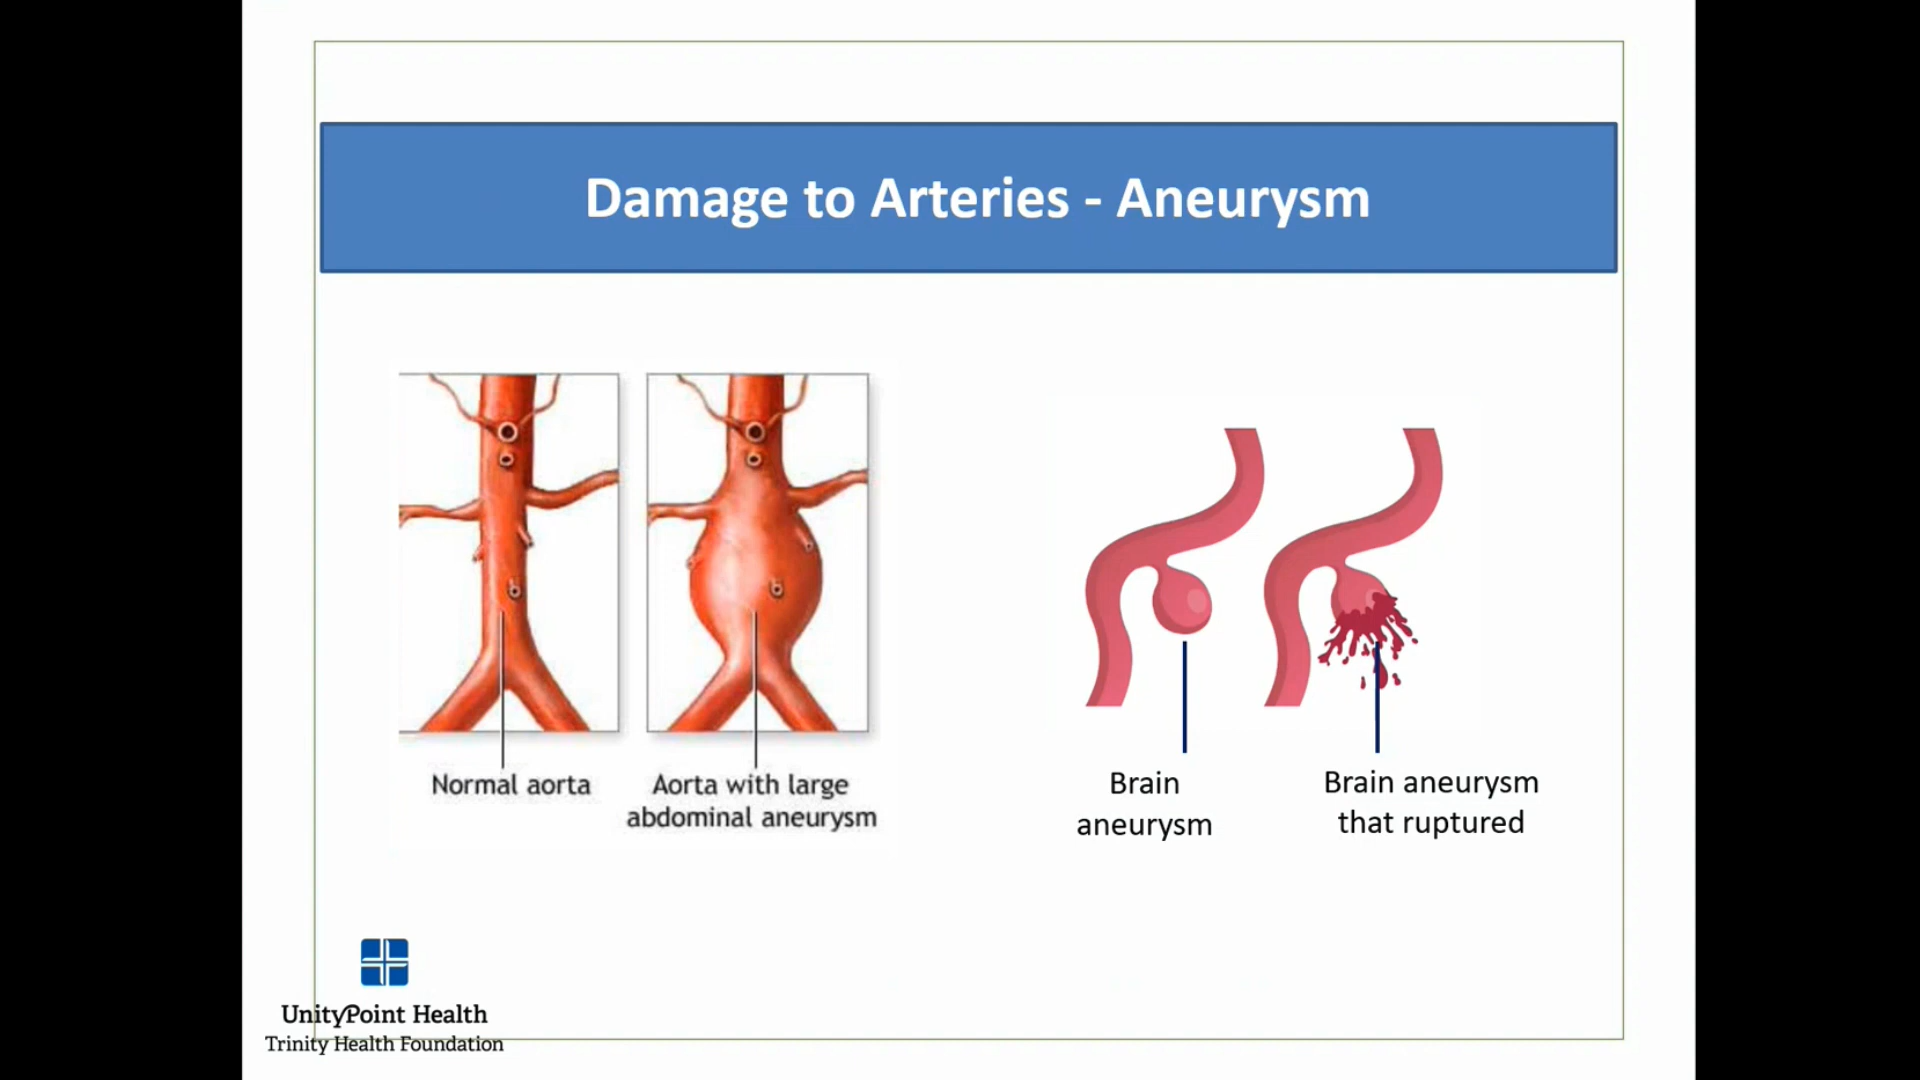 Damage to Arteries - Aneurysm
Normal aorta
Aorta with large
abdominal aneurysm
Brain
aneurysm
Brain aneurysm
that ruptured
UnityPoint Health
Trinity Health Foundation